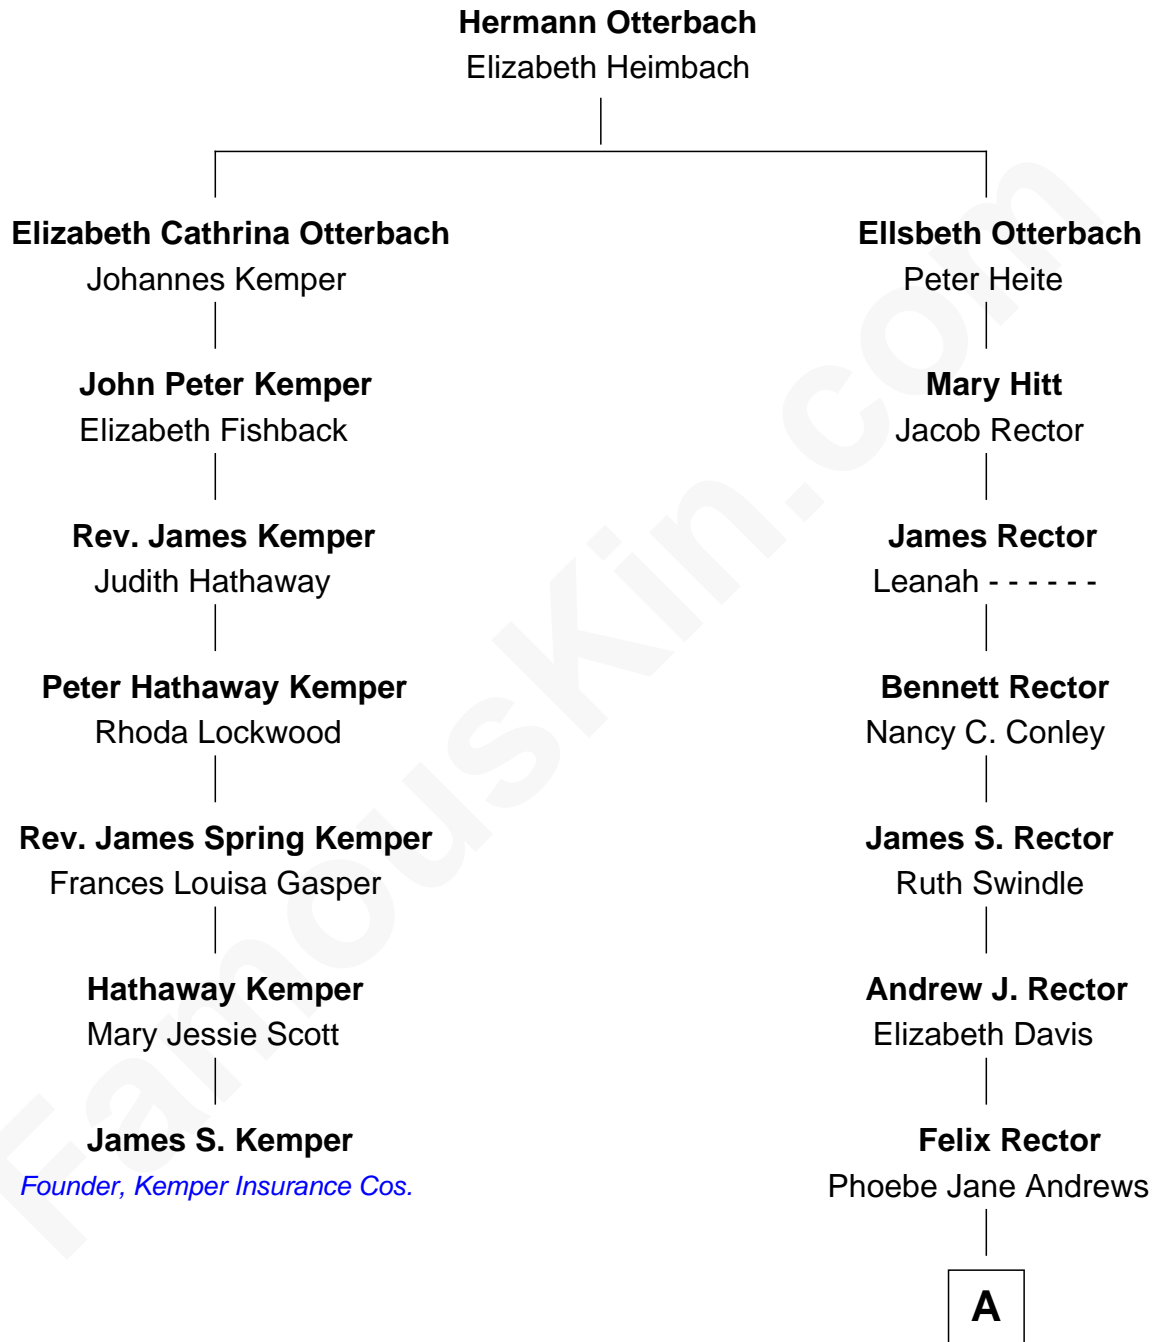 Hermann Otterbach
Elizabeth Heimbach
Elizabeth Cathrina Otterbach
Johannes Kemper
John Peter Kemper
Elizabeth Fishback
Rev. James Kemper
Judith Hathaway
Peter Hathaway Kemper
Rhoda Lockwood
Rev. James Spring Kemper
Frances Louisa Gasper
Hathaway Kemper
Mary Jessie Scott
James S. Kemper
Founder, Kemper Insurance Cos.
Ellsbeth Otterbach
Peter Heite
Mary Hitt
Jacob Rector
James Rector
Leanah - - - - - -
Bennett Rector
Nancy C. Conley
James S. Rector
Ruth Swindle
Andrew J. Rector
Elizabeth Davis
Felix Rector
Phoebe Jane Andrews
A
FamousKin.com